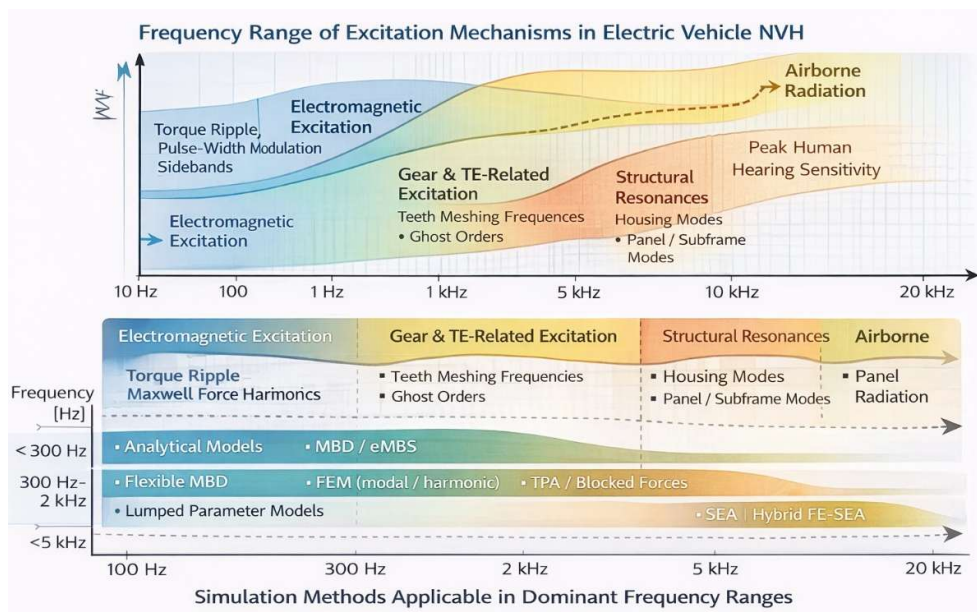 Frequency Range of Excitation Mechanisms in Electric Vehicle NVH
Airborne
Radiation
Electromagnetic
Excitation
Torque Ripple,
Pulse-Width Modulation
Sidebands
Peak Human
Hearing Sensitivity
Gear & TE-Related
Excitation
Structural
Resonances
Teeth Meshing Frequences
• Ghost Orders
Housing Modes
• Panel / Subframe
Modes
Electromagnetic
Excitation
10 Hz 100 1 Hz 1 kHz 5 kHz 10 kHz 20 kHz
Electromagnetic Excitation Gear & TE-Related Excitation Structural Resonances Airborne
Torque Ripple
Maxwell Force Harmoncs
▪ Teeth Meshing Frequencies
▪ Ghost Orders
▪ Housing Modes
▪ Panel / Subframe Modes
▪ Panel
Radiation
Frequency
[Hz]
< 300 Hz
• Analytical Models • MBD / eMBS
300 Hz–
2 kHz
• Flexible MBD • FEM (modal / harmonic) • TPA / Blocked Forces
• Lumped Parameter Models • SEA | Hybrid FE-SEA
<5 kHz
100 Hz 300 Hz 2 kHz 5 kHz 20 kHz
Simulation Methods Applicable in Dominant Frequency Ranges